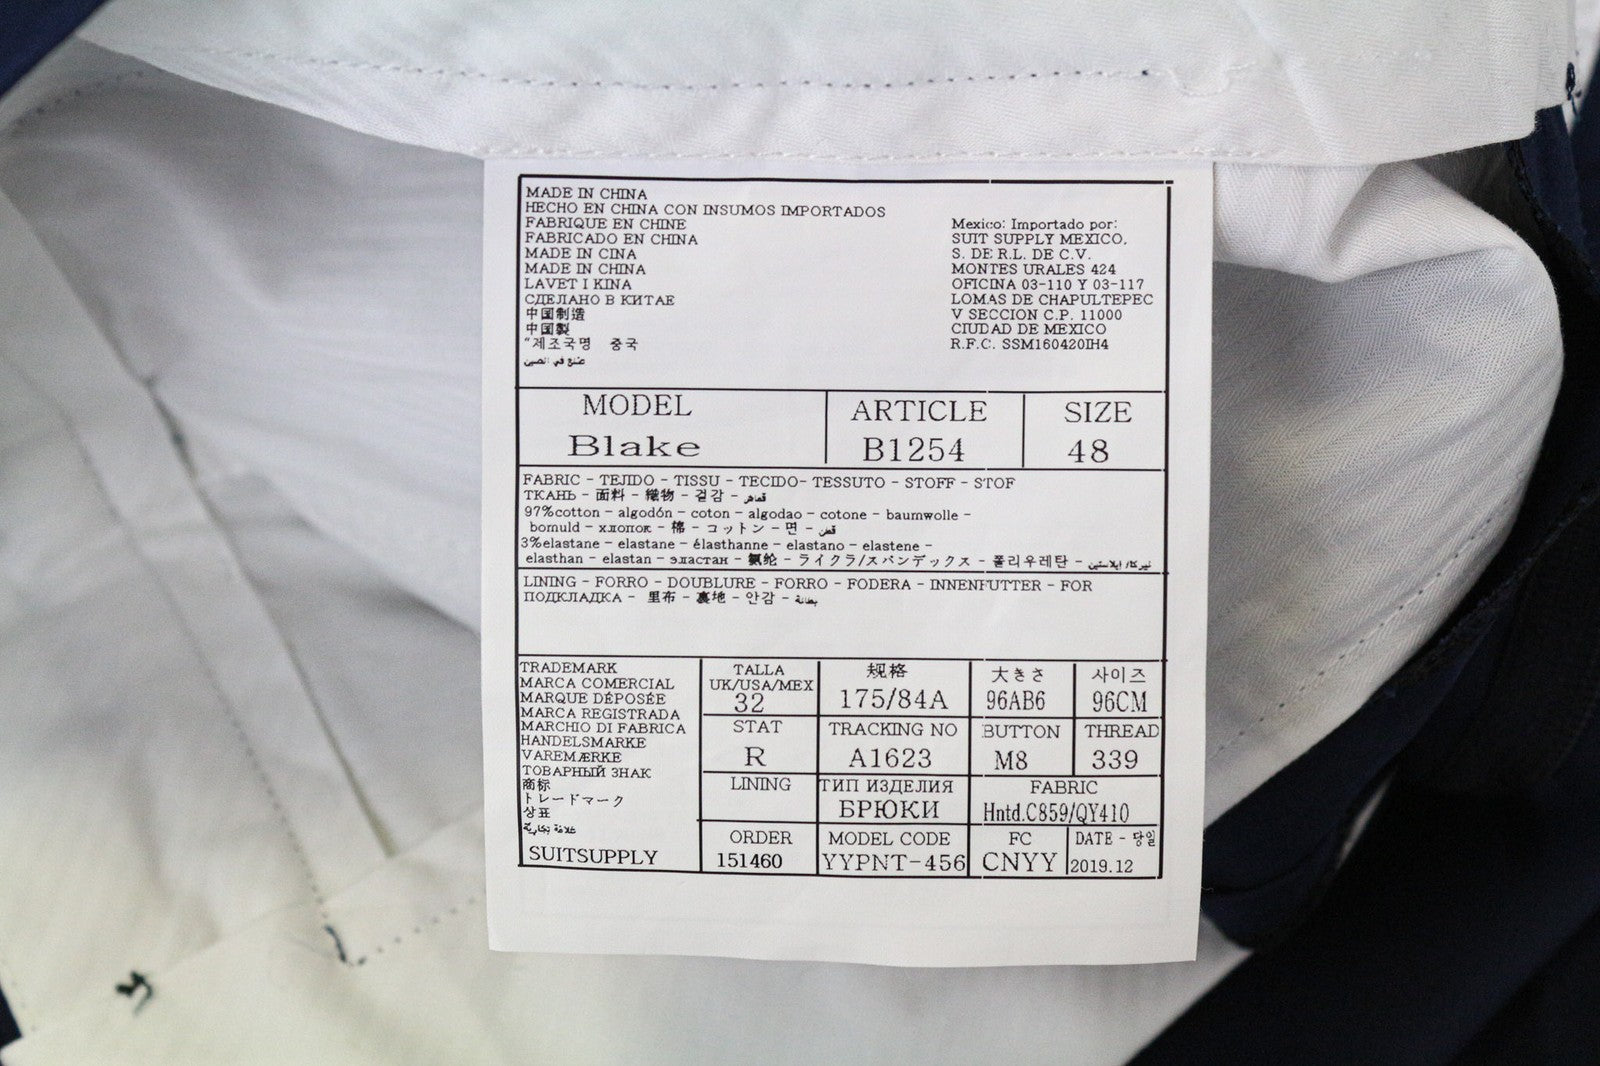 MADE IN CHINA
HECHO EN CHINA CON INSUMOS IMPORTADOS
FABRIQUE EN CHINE
FABRICADO EN CHINA
MADE IN CINA
MADE IN CHINA
LAVET I KINA
СДЕЛАНО В КИТАЕ
中国制造
中国製
"제조국명 중국
صنع في الصين
Mexico: Importado por:
SUIT SUPPLY MEXICO,
S. DE R.L. DE C.V.
MONTES URALES 424
OFICINA 03-110 Y 03-117
LOMAS DE CHAPULTEPEC
V SECCION C.P. 11000
CIUDAD DE MEXICO
R.F.C. SSM160420IH4
MODEL
Blake
ARTICLE
B1254
SIZE
48
FABRIC - TEJIDO - TISSU - TECIDO- TESSUTO - STOFF - STOF
ТКАНЬ - 面料 - 織物 - 겉감 - قماهر
97%cotton - algodón - coton - algodao - cotone - baumwolle -
bomuld - хлопок - 棉 - コットン - 면 - قطن
3%elastane - elastane - élasthanne - elastano - elastene -
elasthan - elastan - эластан - 氨纶 - ライクラ/スパンデックス - 폴리우레탄 -
LINING - FORRO - DOUBLURE - FORRO - FODERA - INNENFUTTER - FOR
ПОДКЛАДКА - 里布 - 裏地 - 안감 - بطانة
TRADEMARK
MARCA COMERCIAL
MARQUE DÉPOSÉE
MARCA REGISTRADA
MARCHIO DI FABRICA
HANDELSMARKE
VAREMÆRKE
ТОВАРНЫЙ ЗНАК
商标
トレードマーク
상표
علامة تجارية
SUITSUPPLY
TALLA
UK/USA/MEX
32
规格
175/84A
大きさ
96AB6
사이즈
96CM
STAT
R
TRACKING NO
A1623
BUTTON
M8
THREAD
339
LINING
ТИП ИЗДЕЛИЯ
БРЮКИ
FABRIC
Hntd.C859/QY410
ORDER
151460
MODEL CODE
YYPNT-456
FC
CNYY
DATE - 당일
2019.12